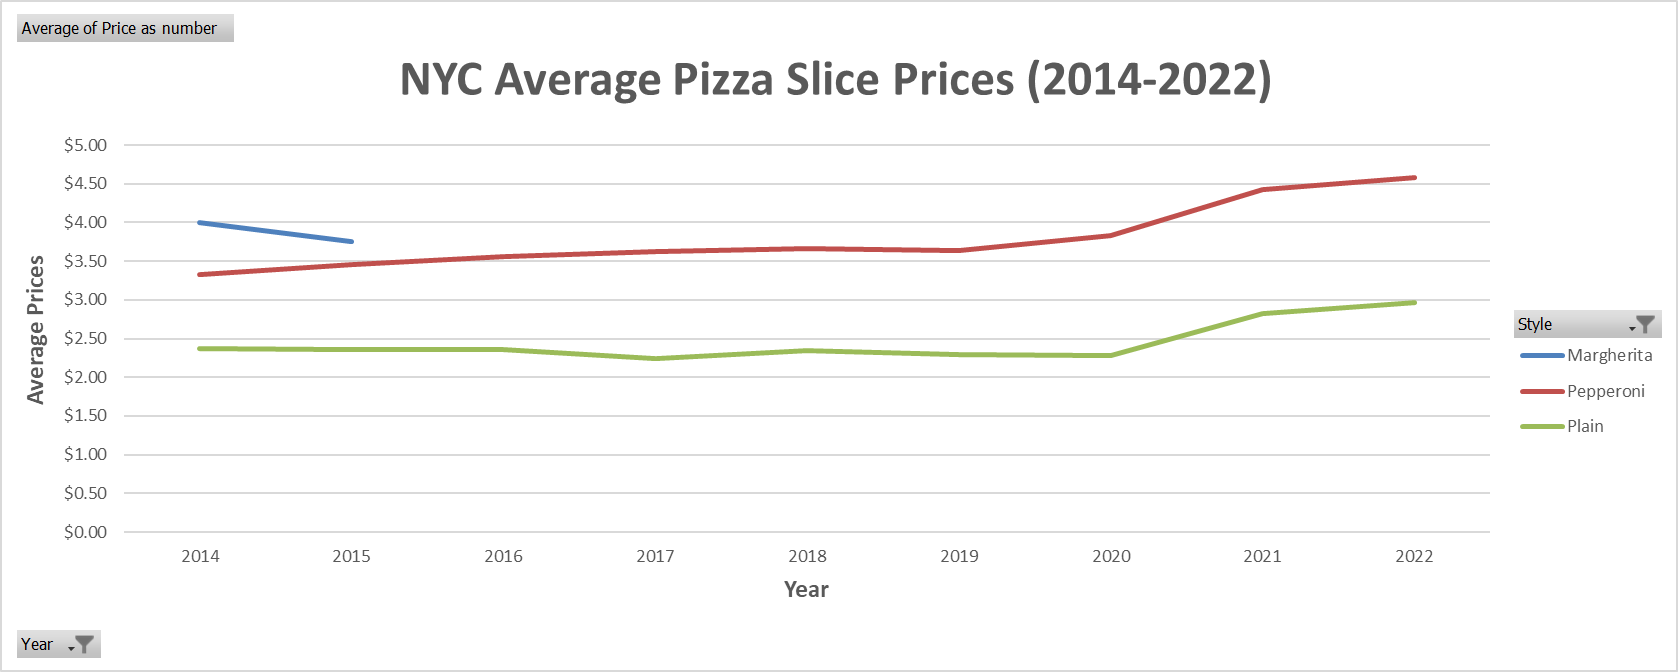 Average of Price as number
NYC Average Pizza Slice Prices (2014-2022)
$5.00
$4.50
$4.00
$3.50
$3.00
$2.50
$2.00
$1.50
$1.00
$0.50
$0.00
Average Prices
2014 2015 2016 2017 2018 2019 2020 2021 2022
Year
Style
Margherita
Pepperoni
Plain
Year